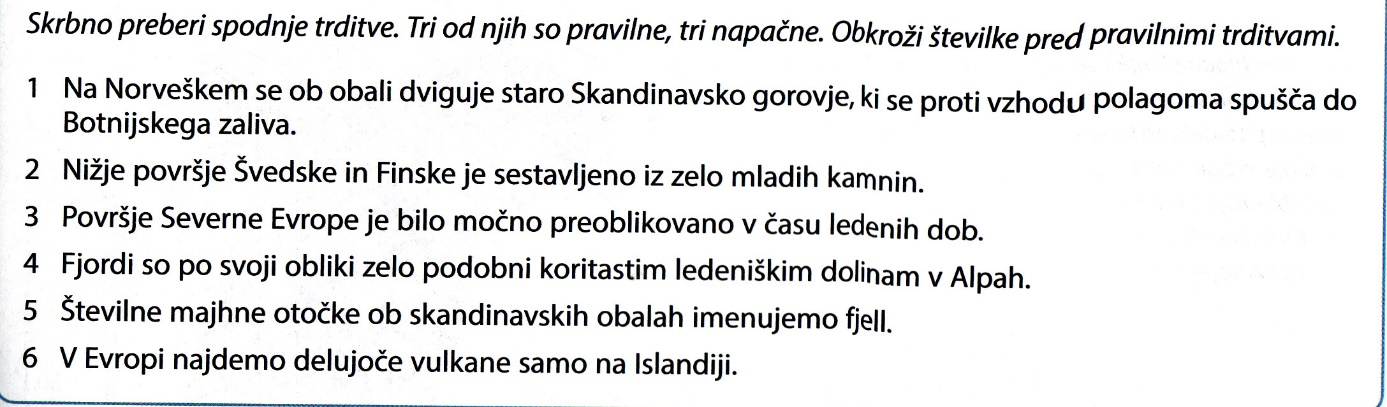 Skrbno preberi spodnje trditve. Tri od njih so pravilne, tri napačne. Obkroži številke pred pravilnimi trditvami.
1 Na Norveškem se ob obali dviguje staro Skandinavsko gorovje, ki se proti vzhodu polagoma spušča do
Botnijskega zaliva.
2 Nižje površje Švedske in Finske je sestavljeno iz zelo mladih kamnin.
3 Površje Severne Evrope je bilo močno preoblikovano v času ledenih dob.
4 Fjordi so po svoji obliki zelo podobni koritastim ledeniškim dolinam v Alpah.
5 Številne majhne otočke ob skandinavskih obalah imenujemo fjell.
6 V Evropi najdemo delujoče vulkane samo na Islandiji.